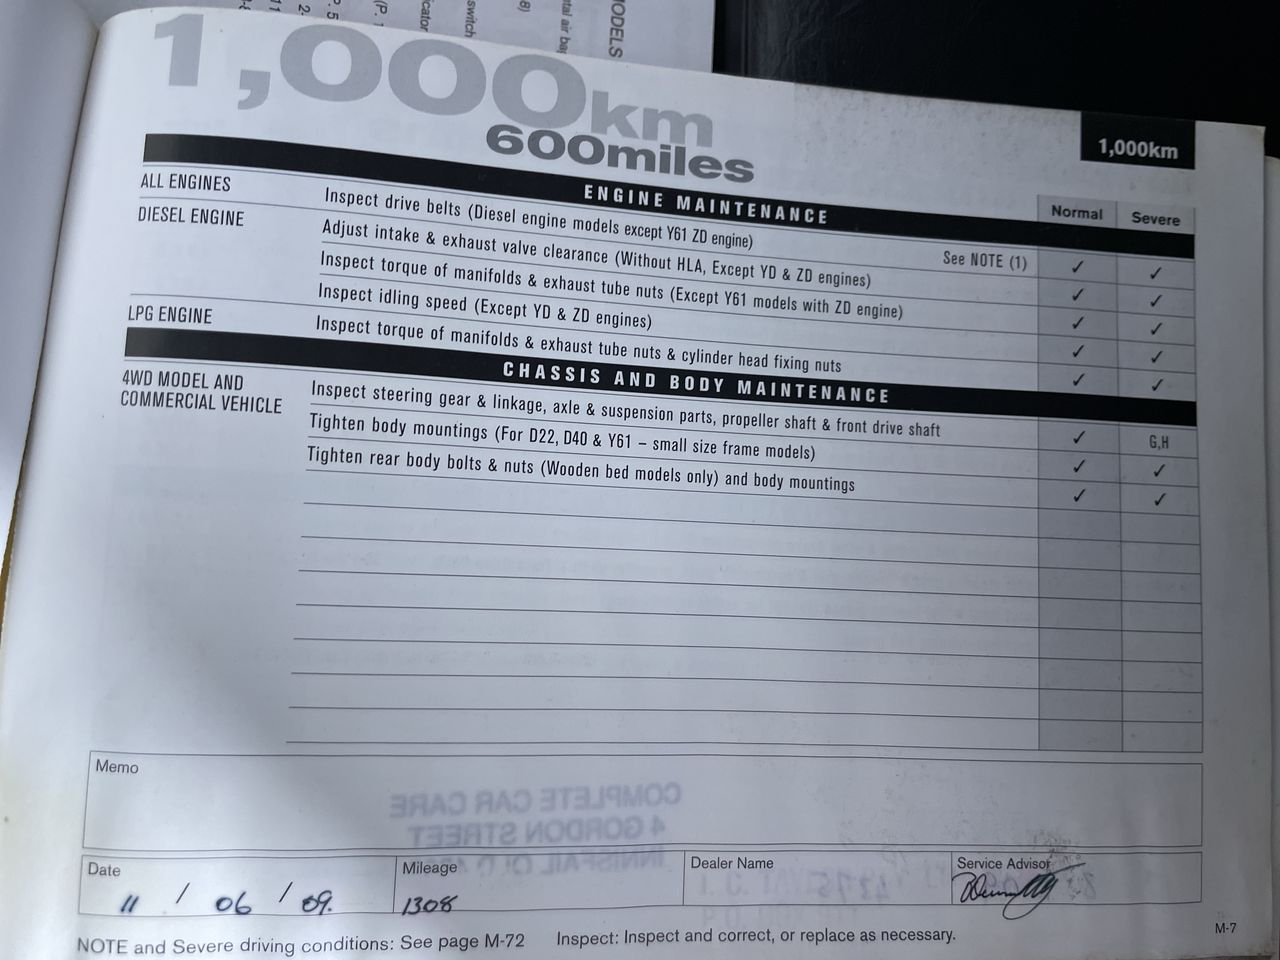 MODELS
1,000km
600miles
1,000km
ENGINE MAINTENANCE
Normal Severe
ALL ENGINES Inspect drive belts (Diesel engine models except Y61 ZD engine) See NOTE (1) ✓ ✓
DIESEL ENGINE Adjust intake & exhaust valve clearance (Without HLA, Except YD & ZD engines) ✓ ✓
Inspect torque of manifolds & exhaust tube nuts (Except Y61 models with ZD engine) ✓ ✓
Inspect idling speed (Except YD & ZD engines) ✓ ✓
LPG ENGINE Inspect torque of manifolds & exhaust tube nuts & cylinder head fixing nuts ✓ ✓
CHASSIS AND BODY MAINTENANCE
4WD MODEL AND
COMMERCIAL VEHICLE
Inspect steering gear & linkage, axle & suspension parts, propeller shaft & front drive shaft ✓ G,H
Tighten body mountings (For D22, D40 & Y61 – small size frame models) ✓ ✓
Tighten rear body bolts & nuts (Wooden bed models only) and body mountings ✓ ✓
Memo
COMPLETE CAR CARE
4 GORDON STREET
INNISFAIL
Date Mileage Dealer Name Service Advisor
11 / 06 / 09. 1308
NOTE and Severe driving conditions: See page M-72 Inspect: Inspect and correct, or replace as necessary.
M-7